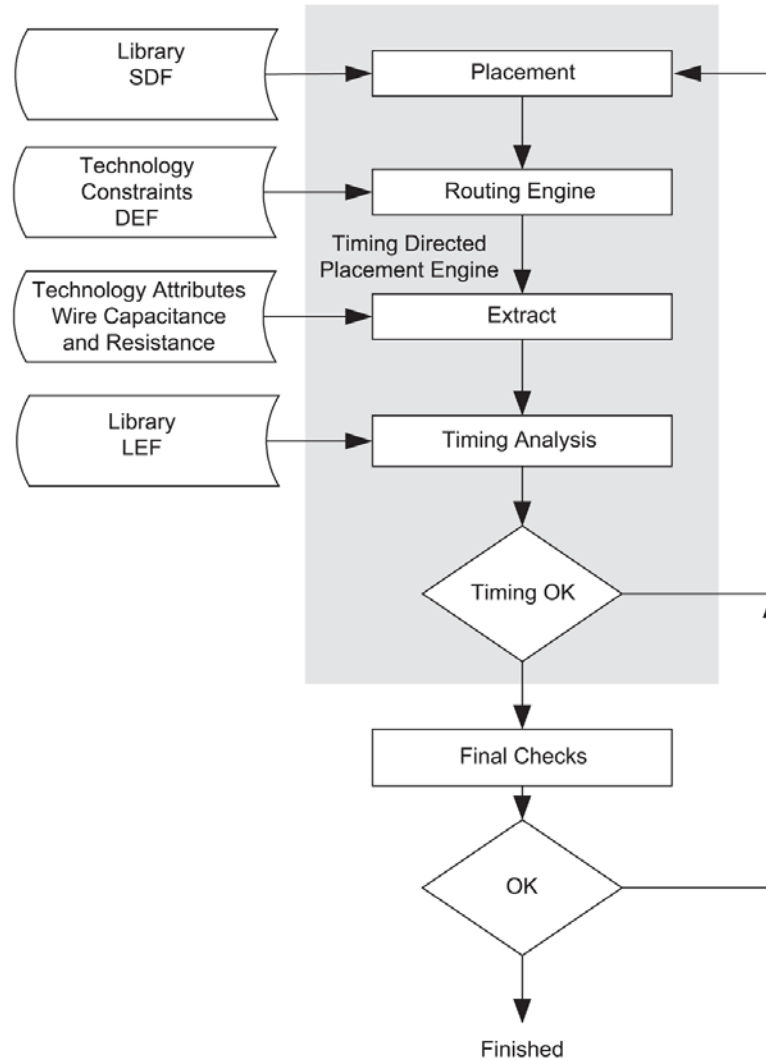 Library
SDF
Placement
Technology
Constraints
DEF
Routing Engine
Timing Directed
Placement Engine
Technology Attributes
Wire Capacitance
and Resistance
Extract
Library
LEF
Timing Analysis
Timing OK
Final Checks
OK
Finished